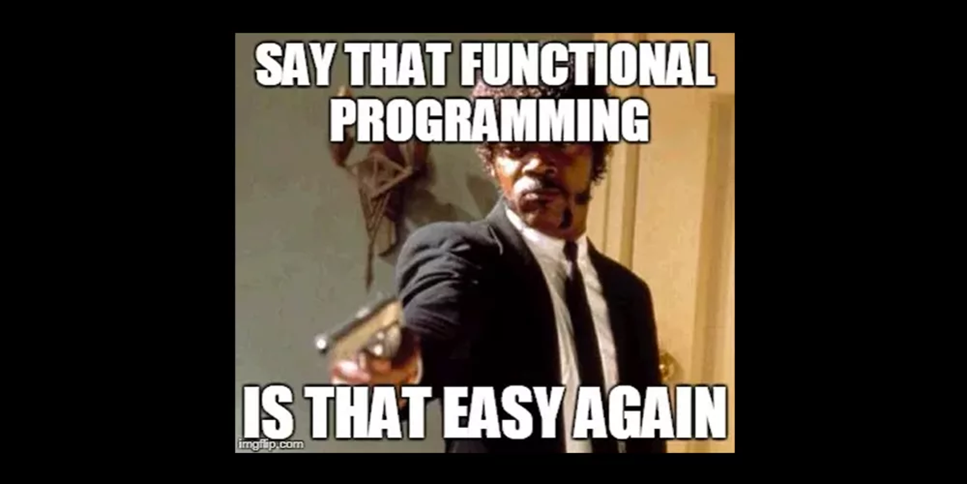 SAY THAT FUNCTIONAL
PROGRAMMING
IS THAT EASY AGAIN
imgflip.com